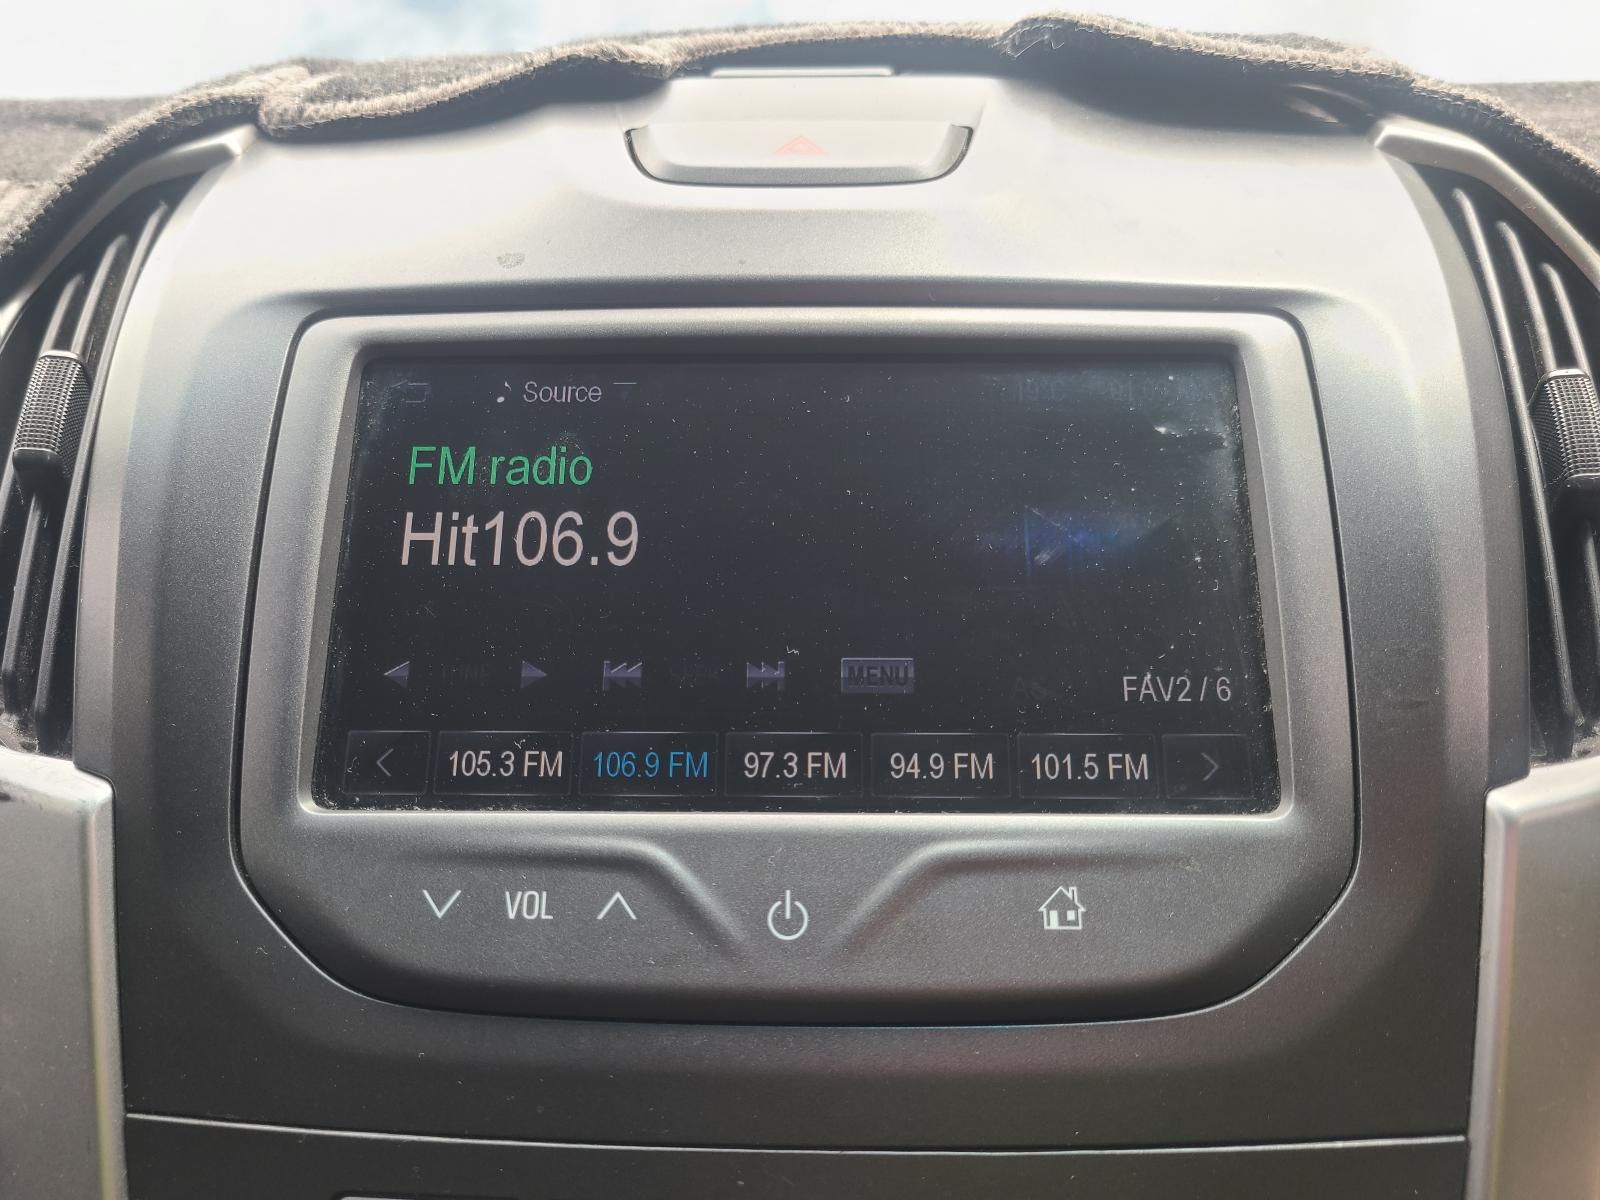 Source
FM radio
Hit106.9
TUNE
MENU
FAV2 / 6
105.3 FM 106.9 FM 97.3 FM 94.9 FM 101.5 FM
VOL